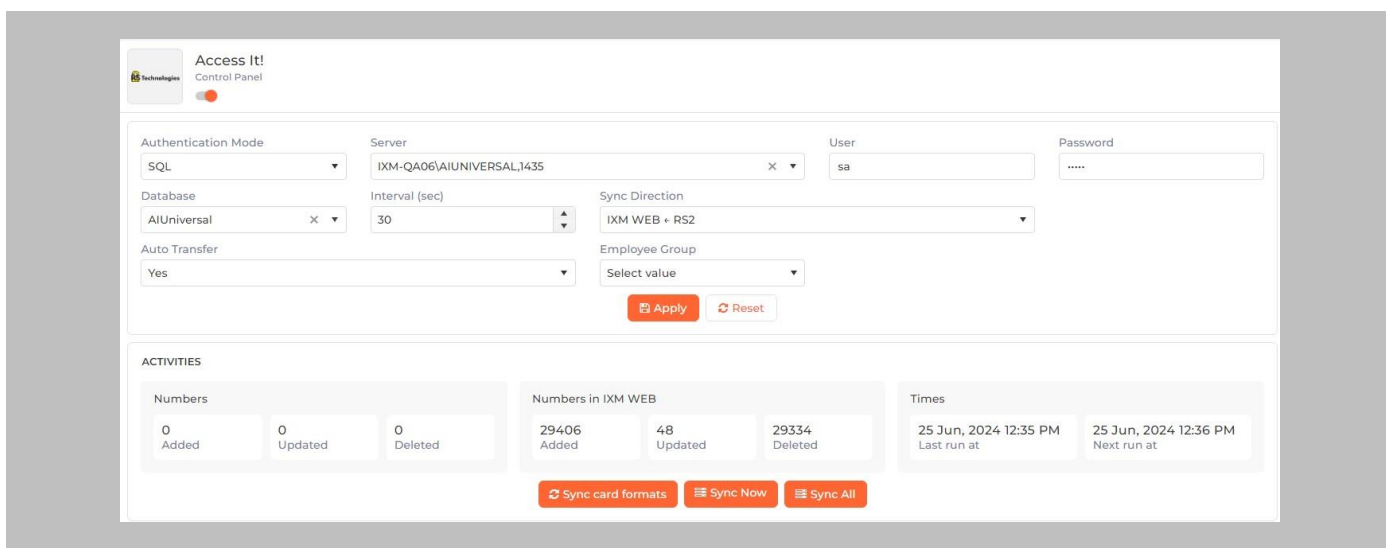 Access It!
RS Technologies
Control Panel
Authentication Mode Server User Password
SQL IXM-QA06\AIUNIVERSAL,1435 sa •••••
Database Interval (sec) Sync Direction
AIUniversal 30 IXM WEB ← RS2
Auto Transfer Employee Group
Yes Select value
Apply Reset
ACTIVITIES
Numbers Numbers in IXM WEB Times
0 0 0 29406 48 29334 25 Jun, 2024 12:35 PM 25 Jun, 2024 12:36 PM
Added Updated Deleted Added Updated Deleted Last run at Next run at
Sync card formats Sync Now Sync All